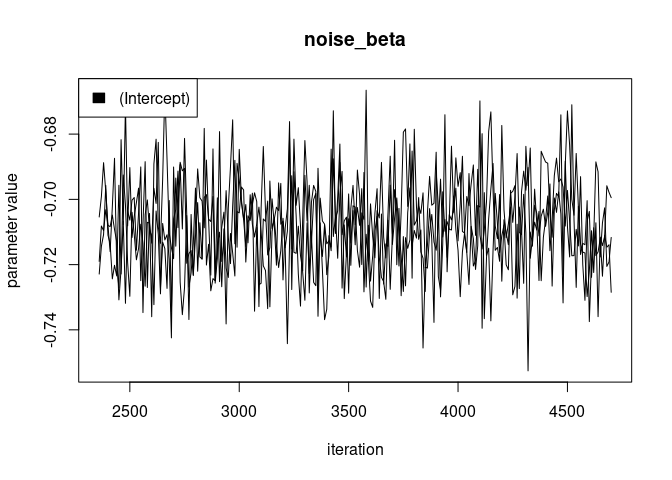 noise_beta
(Intercept)
parameter value
-0.68
-0.70
-0.72
-0.74
2500 3000 3500 4000 4500
iteration